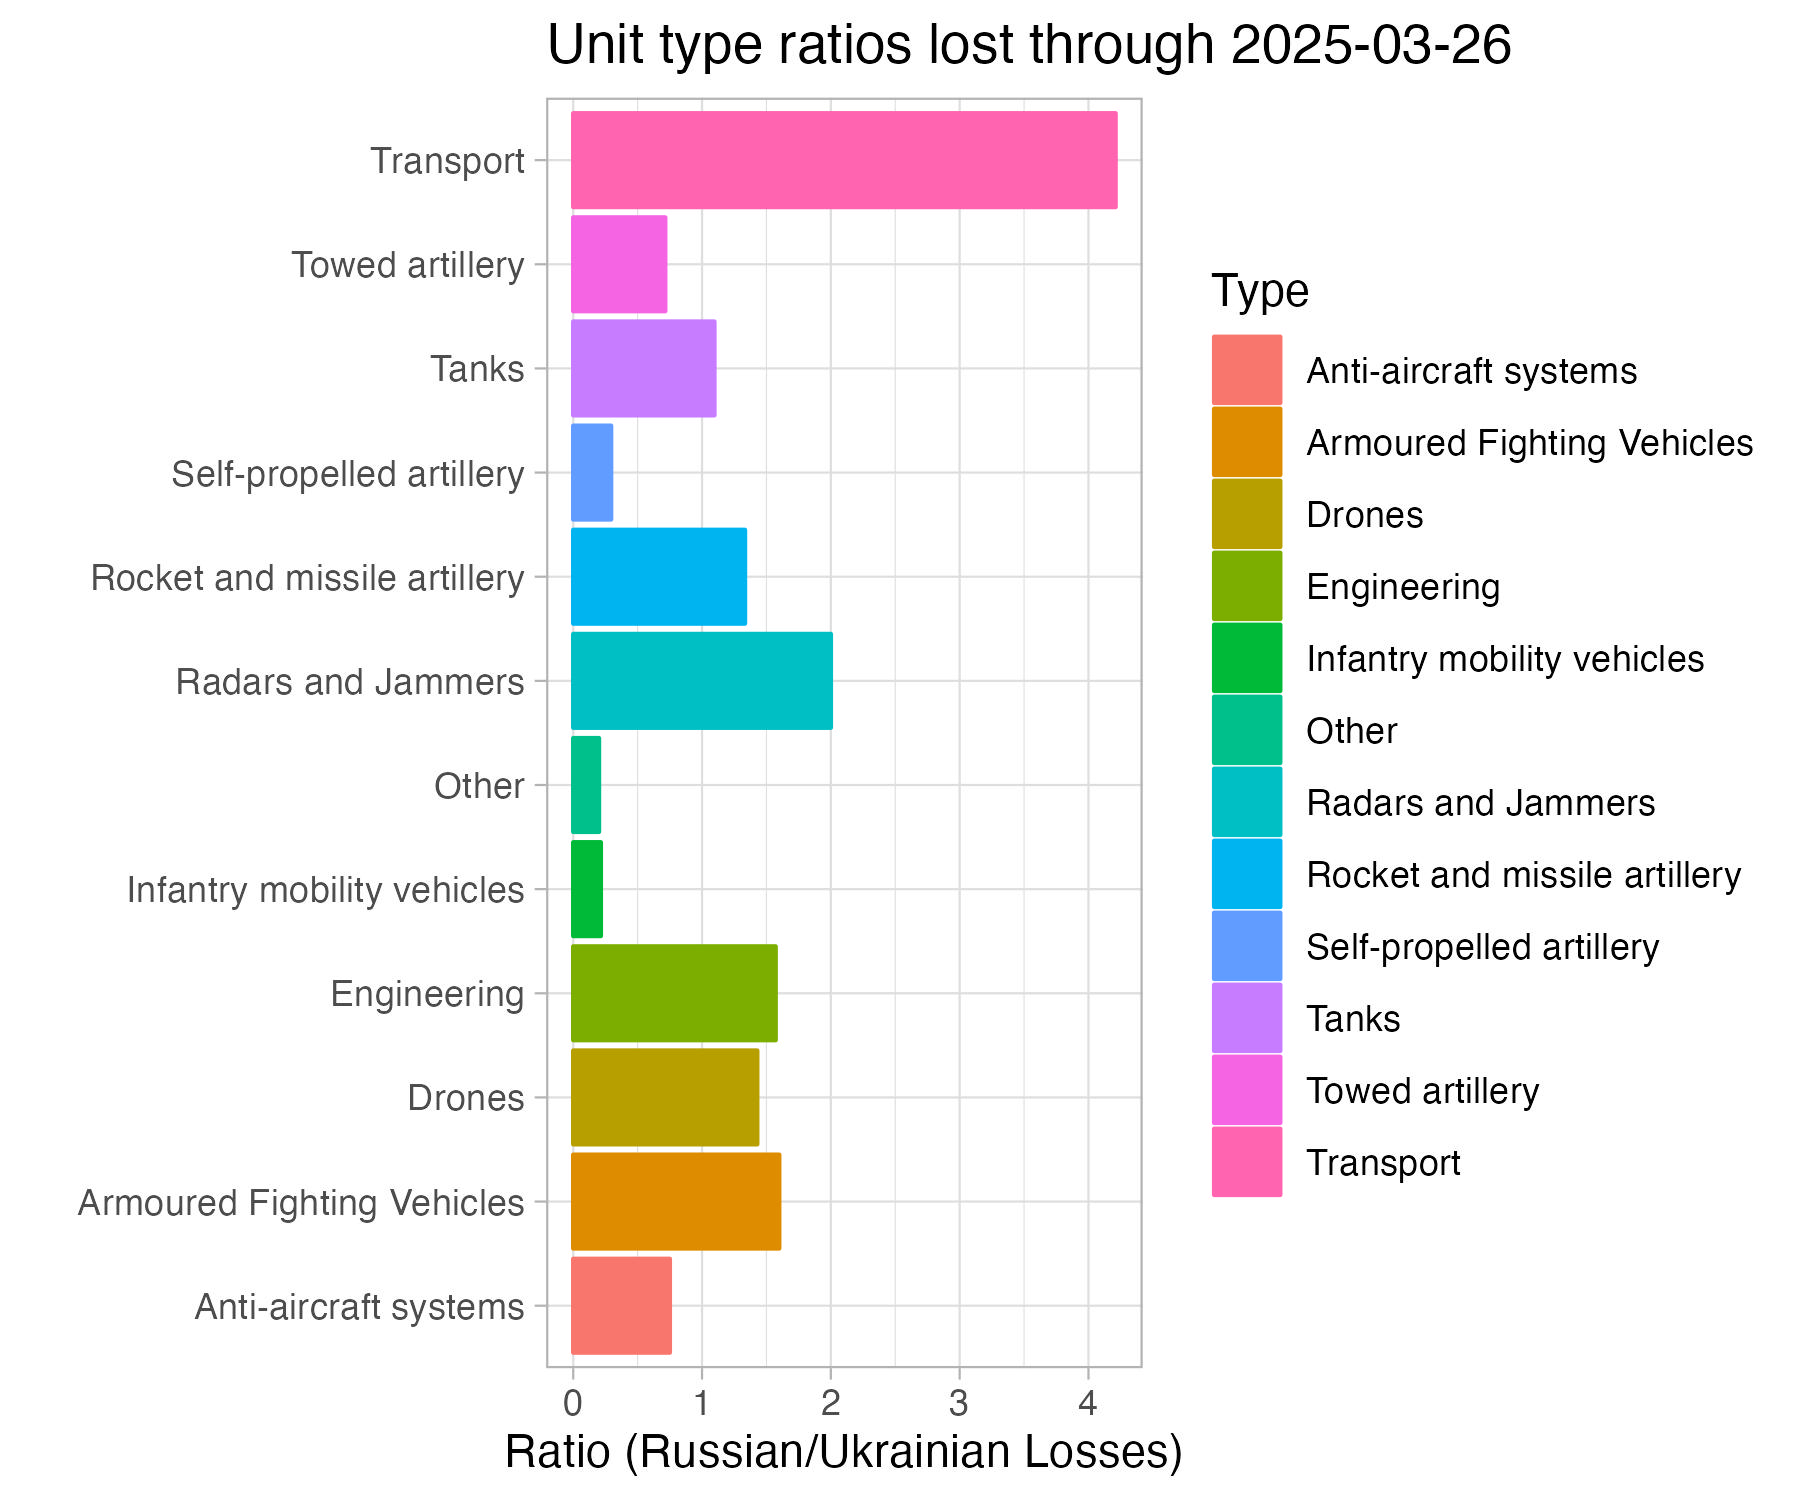 Unit type ratios lost through 2025-03-26
Transport
Towed artillery
Tanks
Self-propelled artillery
Rocket and missile artillery
Radars and Jammers
Other
Infantry mobility vehicles
Engineering
Drones
Armoured Fighting Vehicles
Anti-aircraft systems
0 1 2 3 4
Ratio (Russian/Ukrainian Losses)
Type
Anti-aircraft systems
Armoured Fighting Vehicles
Drones
Engineering
Infantry mobility vehicles
Other
Radars and Jammers
Rocket and missile artillery
Self-propelled artillery
Tanks
Towed artillery
Transport